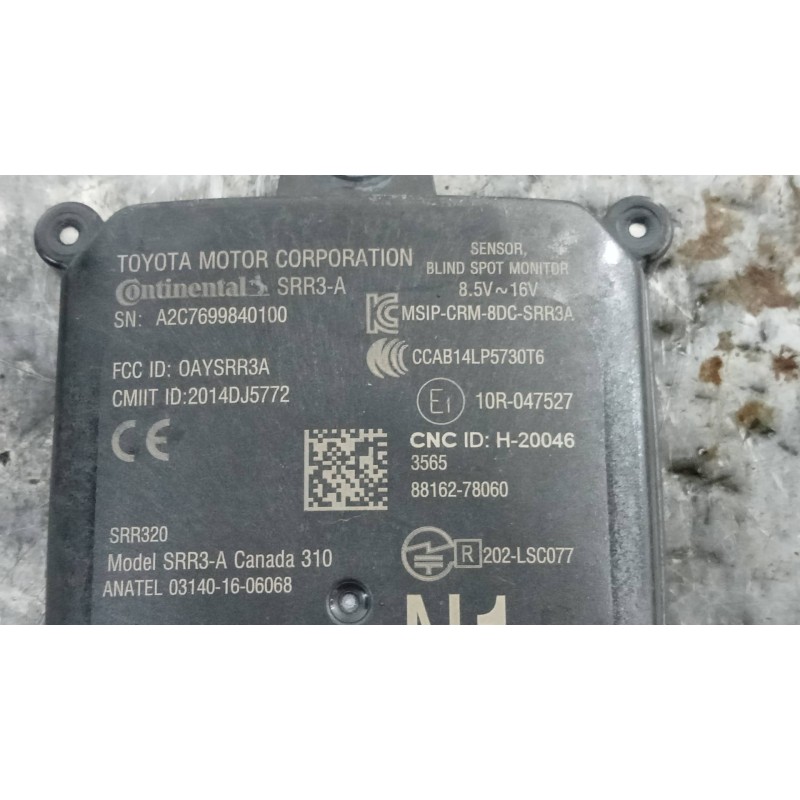 TOYOTA MOTOR CORPORATION
Continental SRR3-A
SN: A2C7699840100
FCC ID: OAYSRR3A
CMIIT ID:2014DJ5772
CE
SRR320
Model SRR3-A Canada 310
ANATEL 03140-16-06068
SENSOR,
BLIND SPOT MONITOR
8.5V~16V
MSIP-CRM-8DC-SRR3A
CCAB14LP5730T6
E1 10R-047527
CNC ID: H-20046
3565
88162-78060
R 202-LSC077
N1